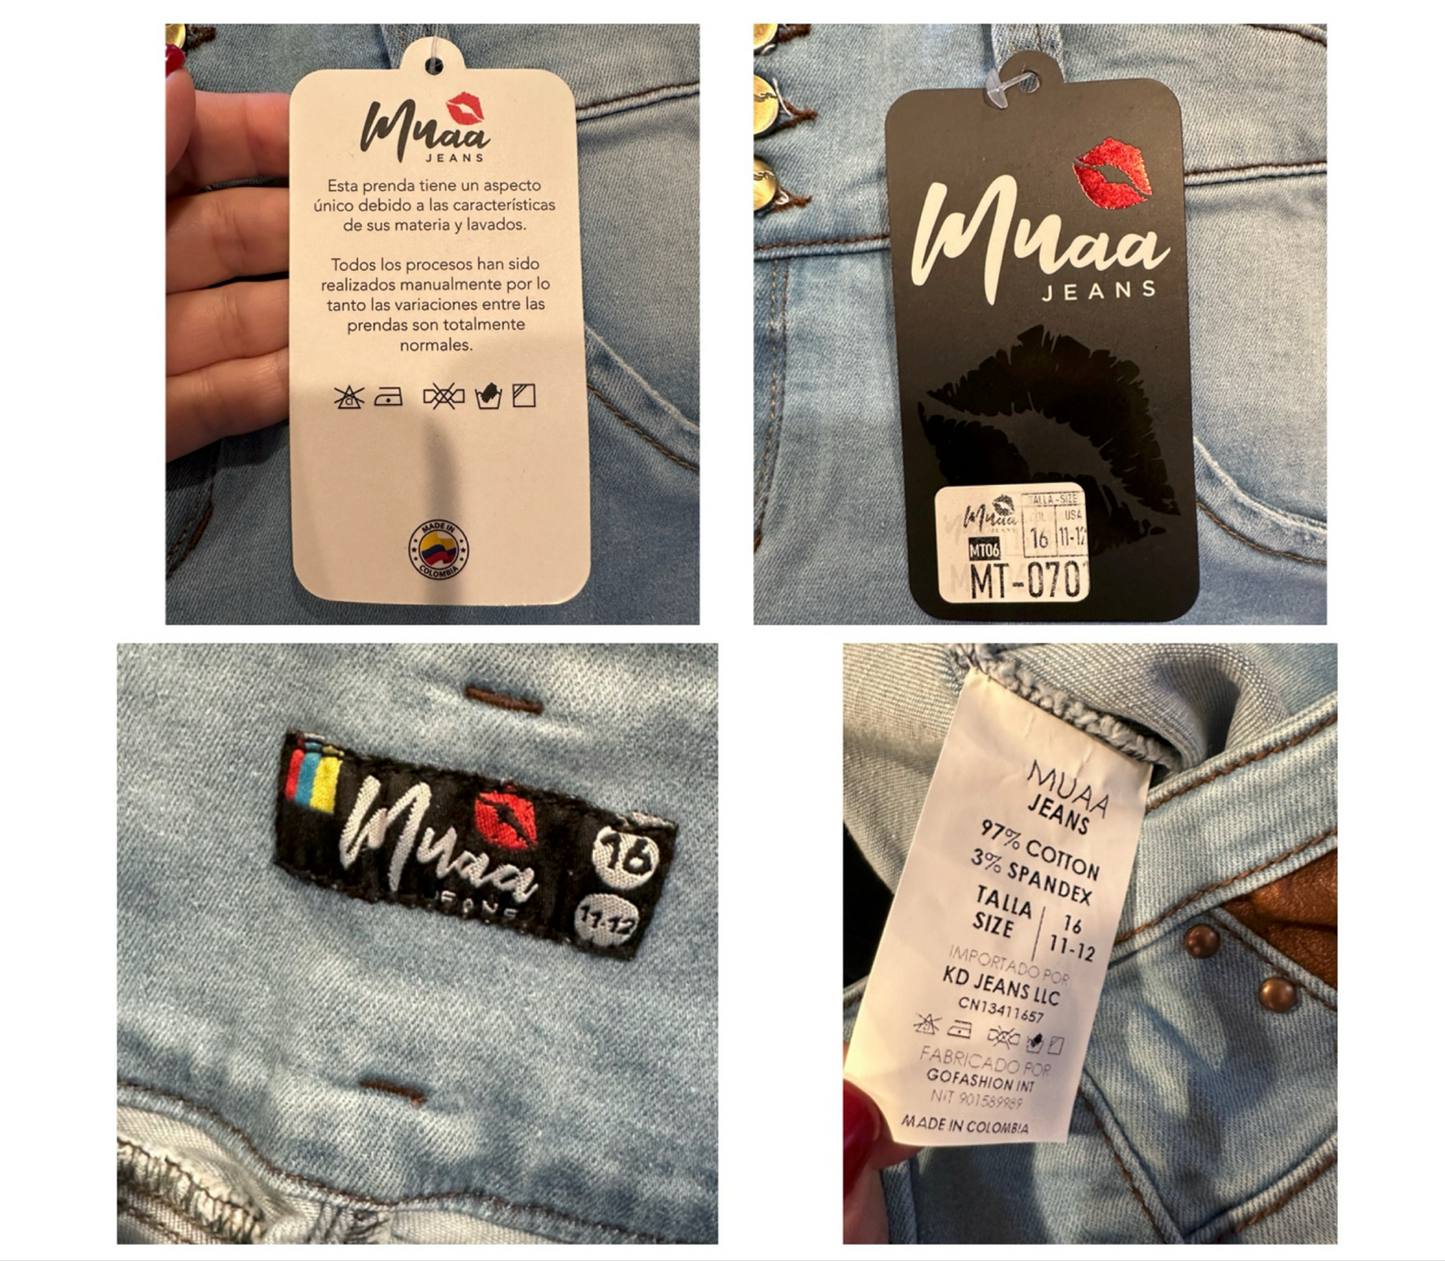 Muaa
JEANS
Esta prenda tiene un aspecto
único debido a las características
de sus materia y lavados.
Todos los procesos han sido
realizados manualmente por lo
tanto las variaciones entre las
prendas son totalmente
normales.
MADE IN
COLOMBIA
Muaa
JEANS
Muaa
JEANS
TALLA-SIZE
COL USA
16 11-12
MT06
MT-070
Muaa
JEANS
16
11-12
MUAA
JEANS
97% COTTON
3% SPANDEX
TALLA 16
SIZE 11-12
IMPORTADO POR
KD JEANS LLC
CN13411657
FABRICADO POR
GOFASHION INT
NIT 901589989
MADE IN COLOMBIA